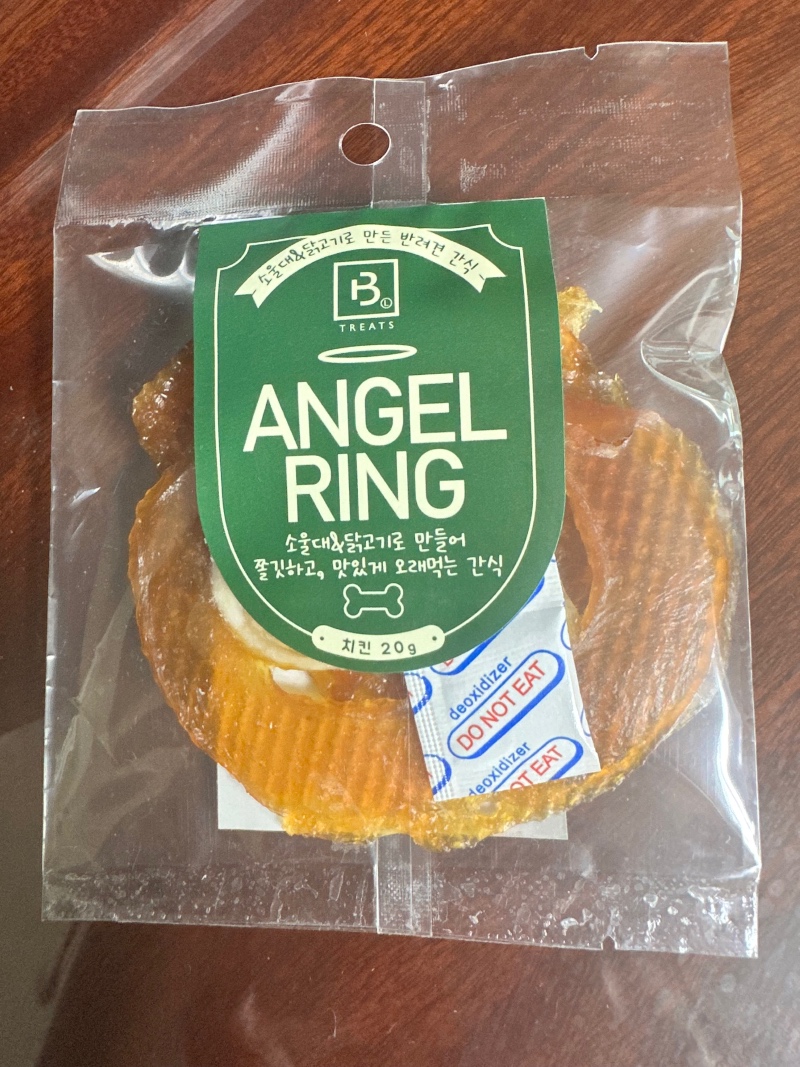 소울대&닭고기로 만든 반려견 간식
B
L
TREATS
ANGEL
RING
소울대&닭고기로 만들어
쫄깃하고, 맛있게 오래먹는 간식
치킨 20g
deoxidizer
DO NOT EAT
deoxidizer
OT EAT